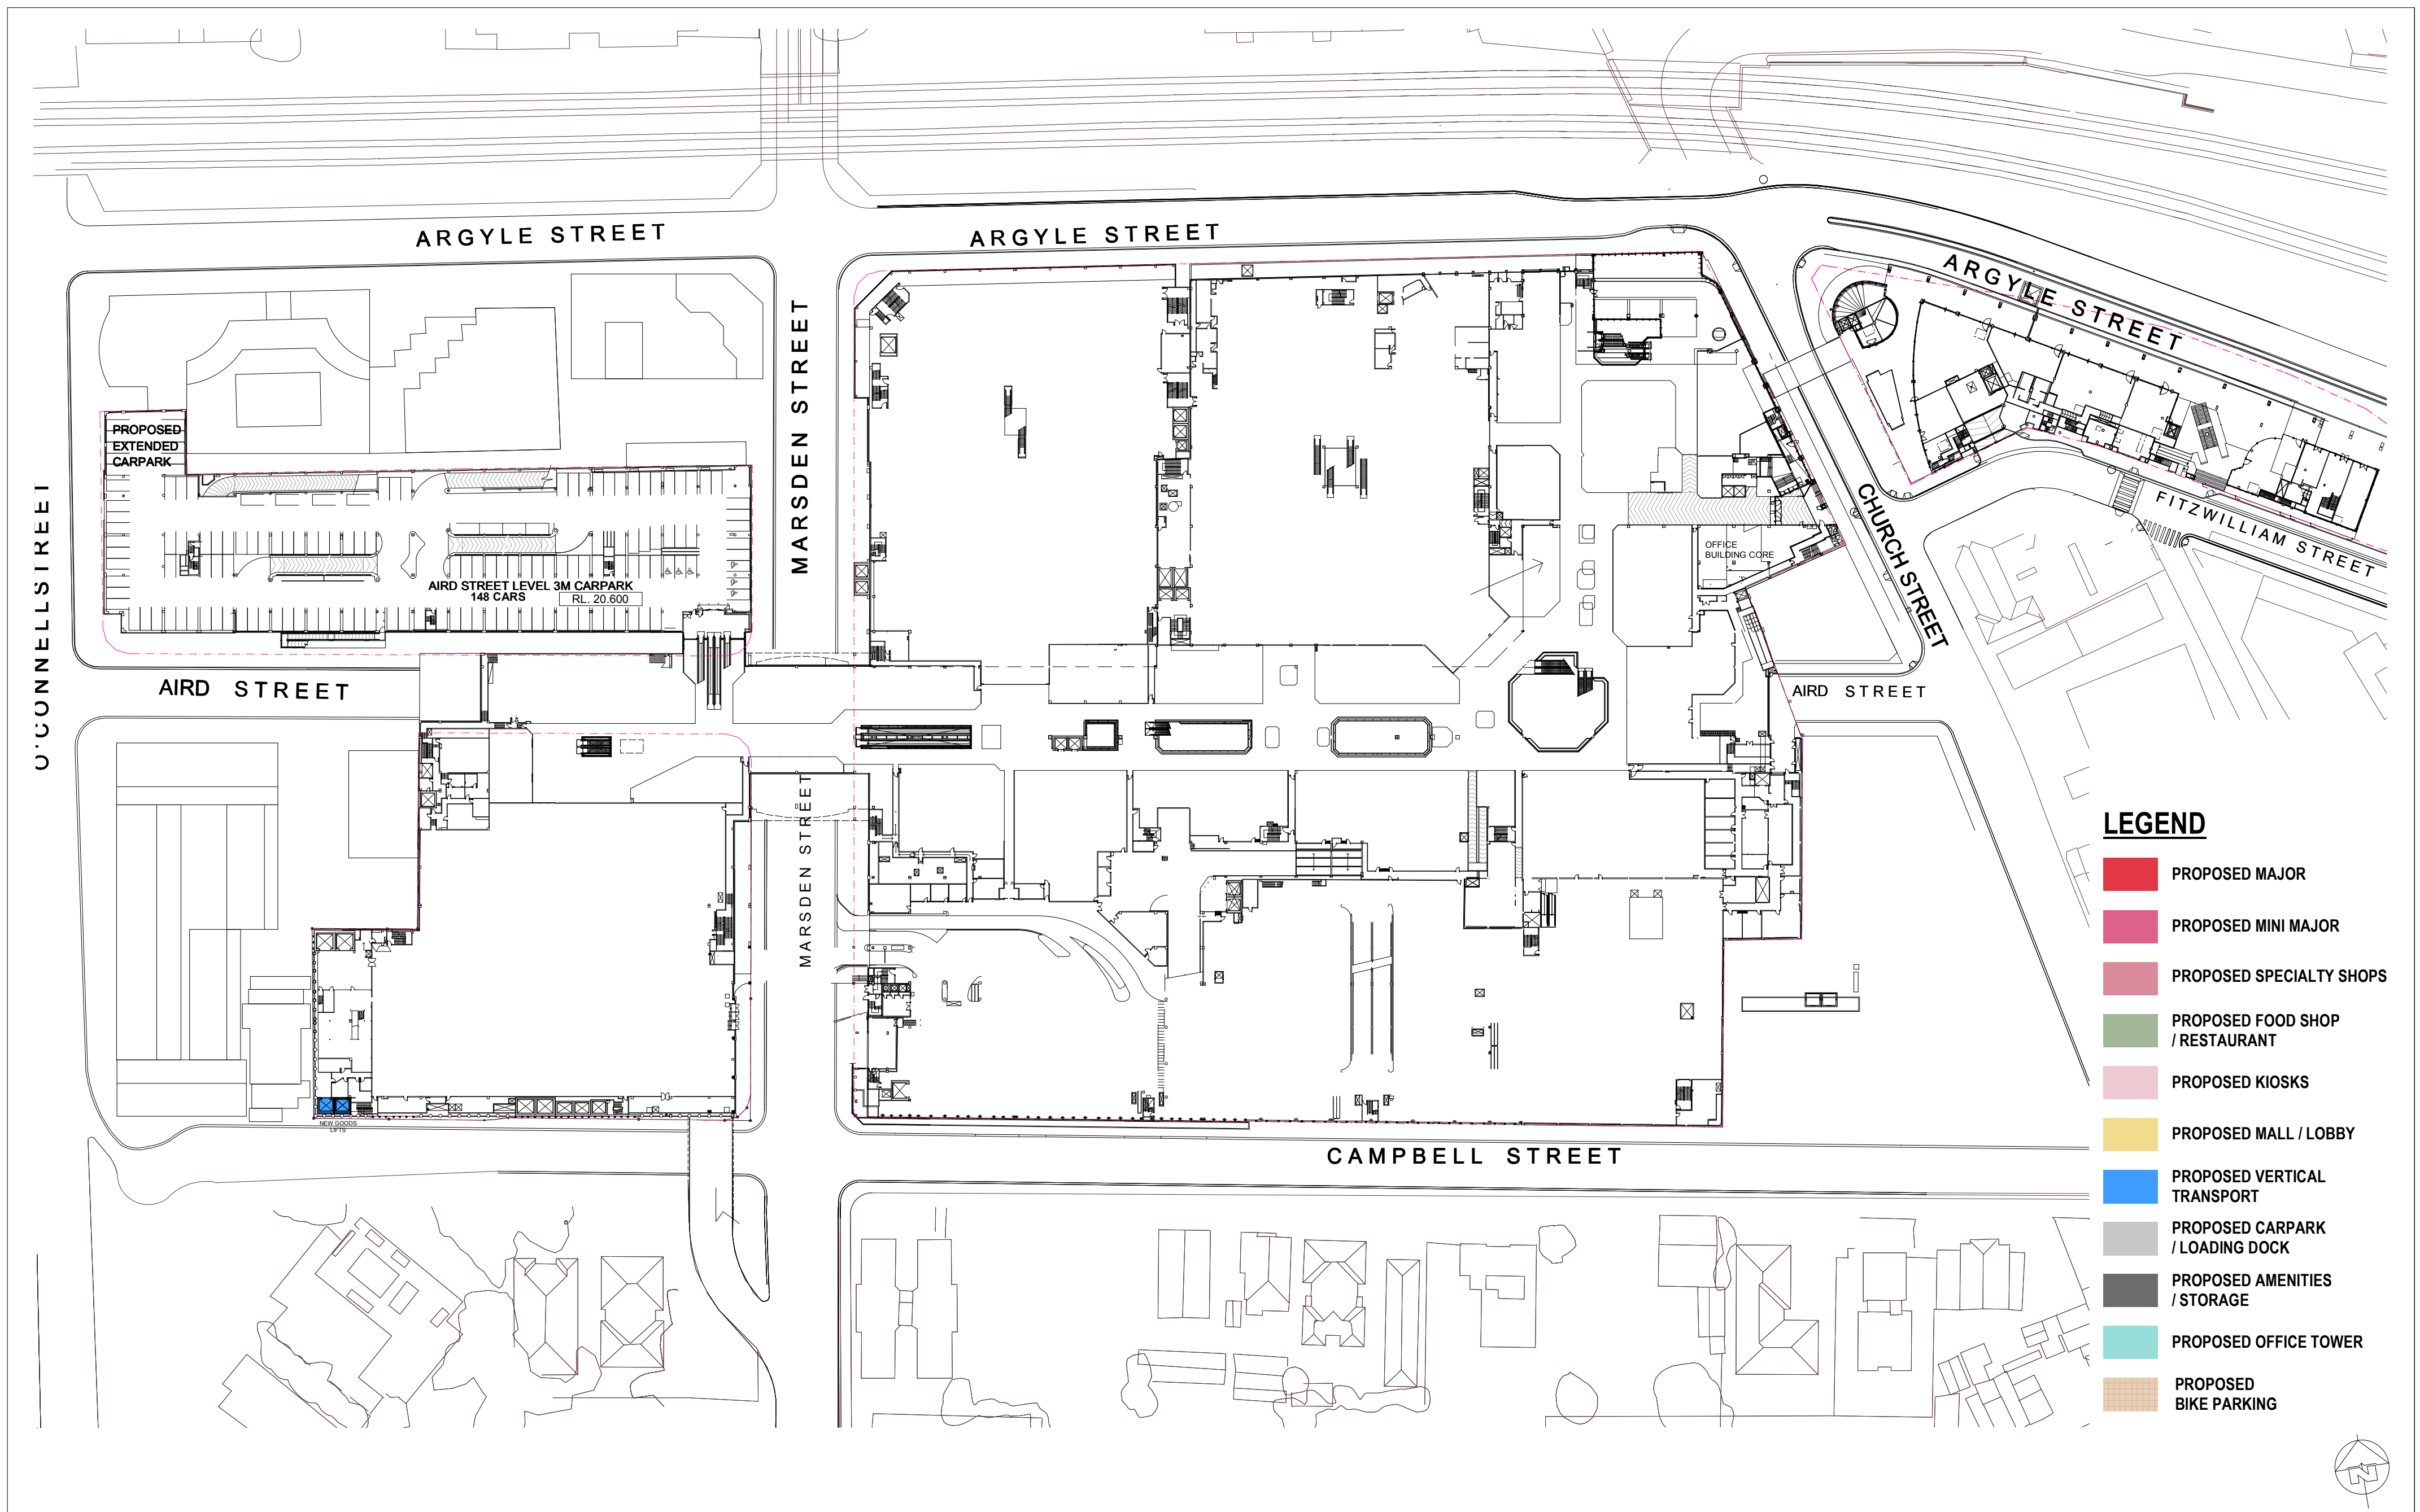 ARGYLE STREET
ARGYLE STREET
ARGYLE STREET
MARSDEN STREET
PROPOSED
EXTENDED
CARPARK
O'CONNELL STREET
AIRD STREET LEVEL 3M CARPARK
148 CARS
RL. 20.600
OFFICE
BUILDING CORE
CHURCH STREET
FITZWILLIAM STREET
AIRD STREET
AIRD STREET
MARSDEN STREET
NEW GOODS
LIFTS
CAMPBELL STREET
LEGEND
PROPOSED MAJOR
PROPOSED MINI MAJOR
PROPOSED SPECIALTY SHOPS
PROPOSED FOOD SHOP
/ RESTAURANT
PROPOSED KIOSKS
PROPOSED MALL / LOBBY
PROPOSED VERTICAL
TRANSPORT
PROPOSED CARPARK
/ LOADING DOCK
PROPOSED AMENITIES
/ STORAGE
PROPOSED OFFICE TOWER
PROPOSED
BIKE PARKING
N